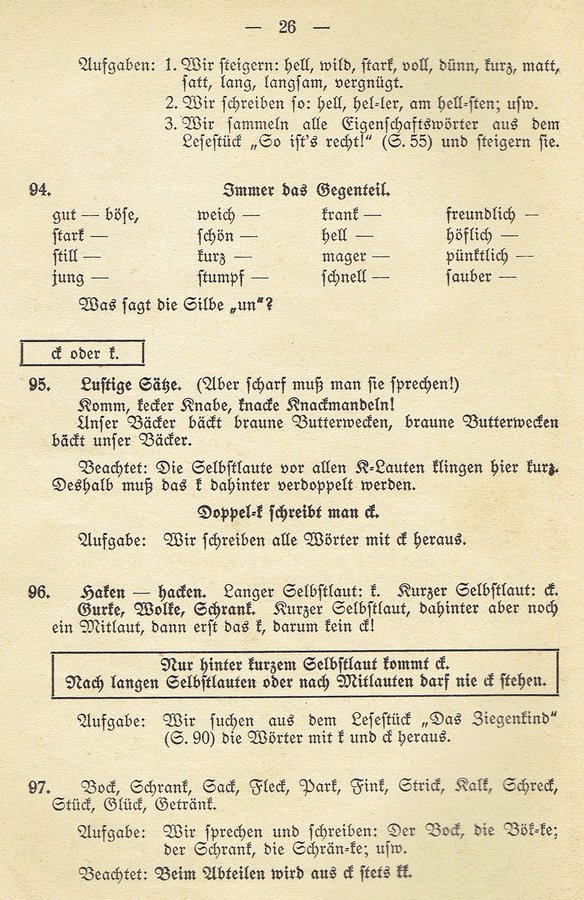 — 26 —
Aufgaben: 1. Wir steigern: hell, wild, stark, voll, dünn, kurz, matt,
satt, lang, langsam, vergnügt.
2. Wir schreiben so: hell, hel-ler, am hell-sten; usw.
3. Wir sammeln alle Eigenschaftswörter aus dem
Lesestück „So ist's recht!“ (S. 55) und steigern sie.
94. Immer das Gegenteil.
gut — böse, weich — krank — freundlich —
stark — schön — hell — höflich —
still — kurz — mager — pünktlich —
jung — stumpf — schnell — sauber —
Was sagt die Silbe „un“?
ck oder k.
95. Lustige Sätze. (Aber scharf muß man sie sprechen!)
Komm, kecker Knabe, knacke Knackmandeln!
Unser Bäcker bäckt braune Butterwecken, braune Butterwecken
bäckt unser Bäcker.
Beachtet: Die Selbstlaute vor allen K-Lauten klingen hier kurz.
Deshalb muß das k dahinter verdoppelt werden.
Doppel-k schreibt man ck.
Aufgabe: Wir schreiben alle Wörter mit ck heraus.
96. Haken — hacken. Langer Selbstlaut: k. Kurzer Selbstlaut: ck.
Gurke, Wolke, Schrank. Kurzer Selbstlaut, dahinter aber noch
ein Mitlaut, dann erst das k, darum kein ck!
Nur hinter kurzem Selbstlaut kommt ck.
Nach langen Selbstlauten oder nach Mitlauten darf nie ck stehen.
Aufgabe: Wir suchen aus dem Lesestück „Das Ziegenkind“
(S. 90) die Wörter mit k und ck heraus.
97. Bock, Schrank, Sack, Fleck, Park, Fink, Strick, Kalk, Schreck,
Stück, Glück, Getränk.
Aufgabe: Wir sprechen und schreiben: Der Bock, die Bök-ke;
der Schrank, die Schrän-ke; usw.
Beachtet: Beim Abteilen wird aus ck stets kk.